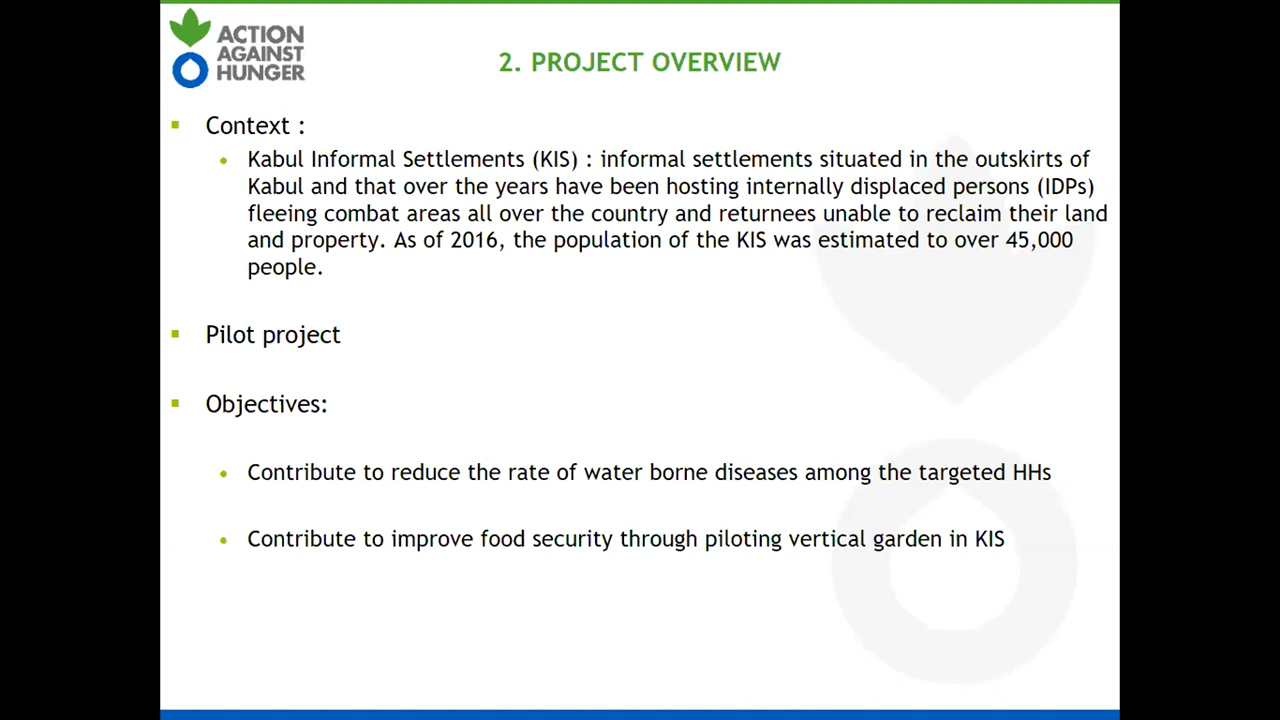 ACTION
AGAINST
HUNGER
2. PROJECT OVERVIEW
▪ Context :
• Kabul Informal Settlements (KIS) : informal settlements situated in the outskirts of
Kabul and that over the years have been hosting internally displaced persons (IDPs)
fleeing combat areas all over the country and returnees unable to reclaim their land
and property. As of 2016, the population of the KIS was estimated to over 45,000
people.
▪ Pilot project
▪ Objectives:
• Contribute to reduce the rate of water borne diseases among the targeted HHs
• Contribute to improve food security through piloting vertical garden in KIS